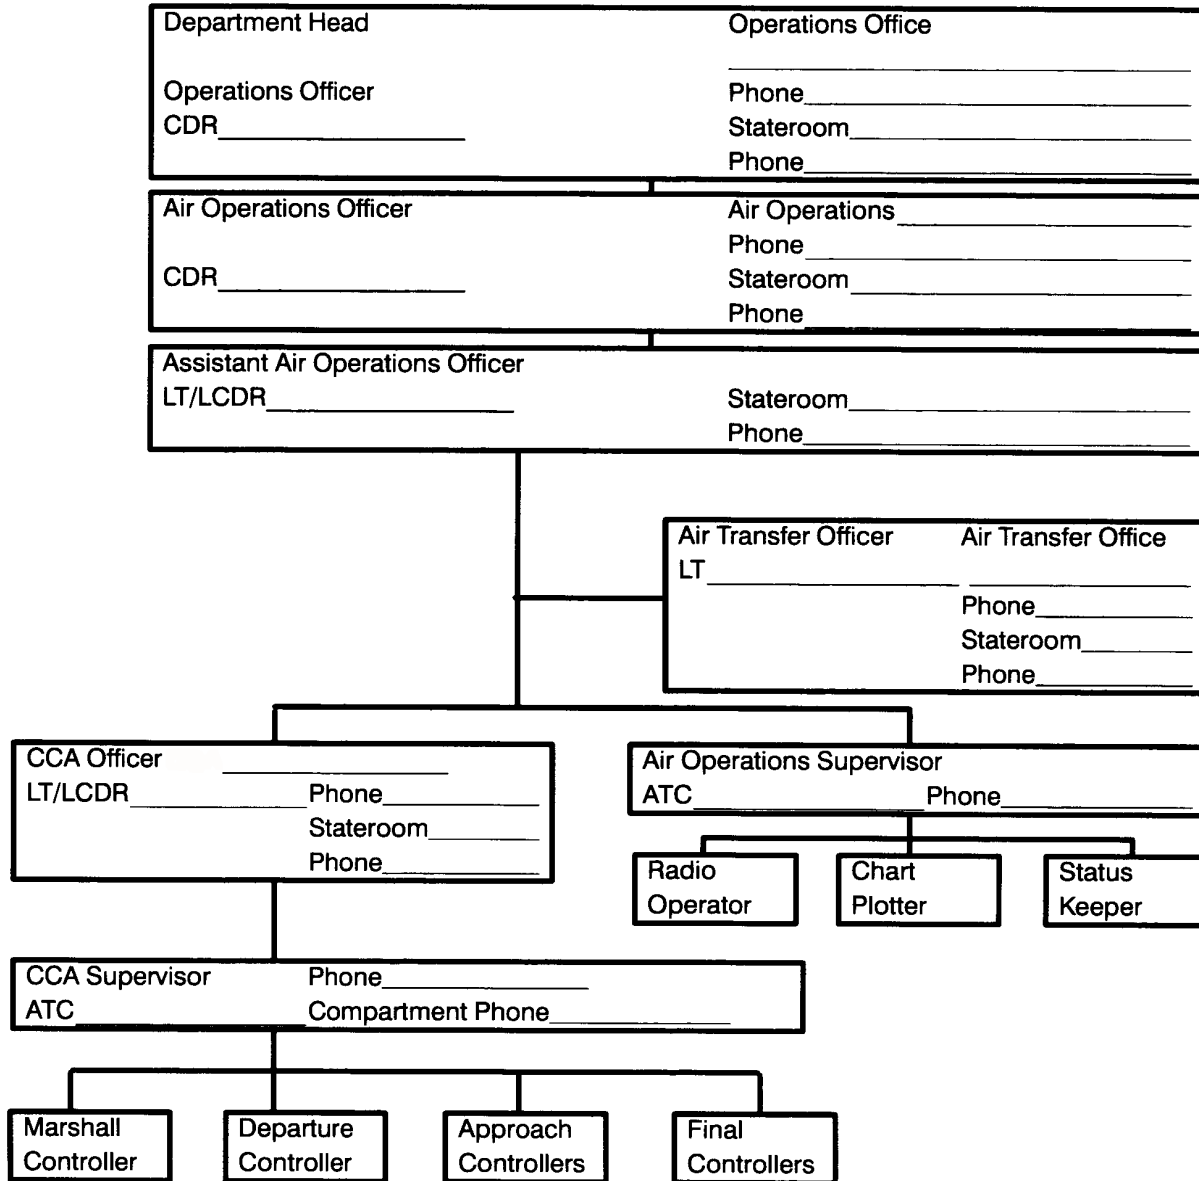 Department Head Operations Office
Operations Officer Phone
CDR Stateroom
Phone
Air Operations Officer Air Operations
Phone
CDR Stateroom
Phone
Assistant Air Operations Officer
LT/LCDR Stateroom
Phone
Air Transfer Officer Air Transfer Office
LT
Phone
Stateroom
Phone
CCA Officer
LT/LCDR Phone
Stateroom
Phone
Air Operations Supervisor
ATC Phone
Radio
Operator
Chart
Plotter
Status
Keeper
CCA Supervisor Phone
ATC Compartment Phone
Marshall
Controller
Departure
Controller
Approach
Controllers
Final
Controllers